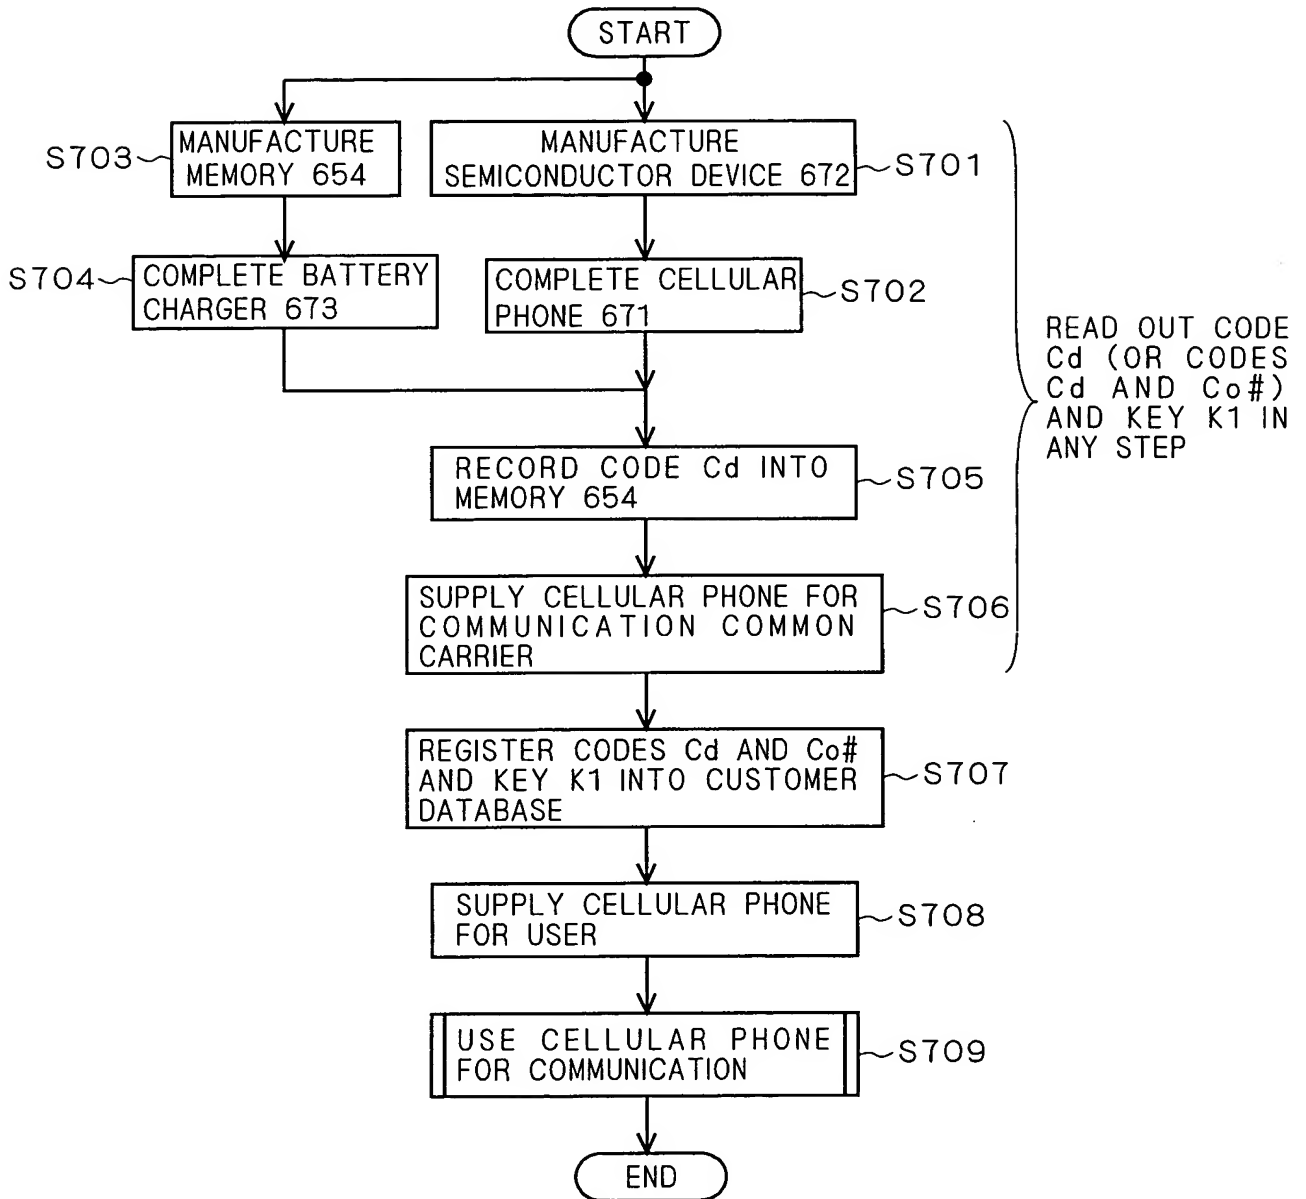 START
S703
MANUFACTURE
MEMORY 654
MANUFACTURE
SEMICONDUCTOR DEVICE 672
S701
S704
COMPLETE BATTERY
CHARGER 673
COMPLETE CELLULAR
PHONE 671
S702
READ OUT CODE
Cd (OR CODES
Cd AND Co#)
AND KEY K1 IN
ANY STEP
RECORD CODE Cd INTO
MEMORY 654
S705
SUPPLY CELLULAR PHONE FOR
COMMUNICATION COMMON
CARRIER
S706
REGISTER CODES Cd AND Co#
AND KEY K1 INTO CUSTOMER
DATABASE
S707
SUPPLY CELLULAR PHONE
FOR USER
S708
USE CELLULAR PHONE
FOR COMMUNICATION
S709
END